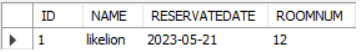 ID NAME RESERVATEDATE ROOMNUM
1 likelion 2023-05-21 12